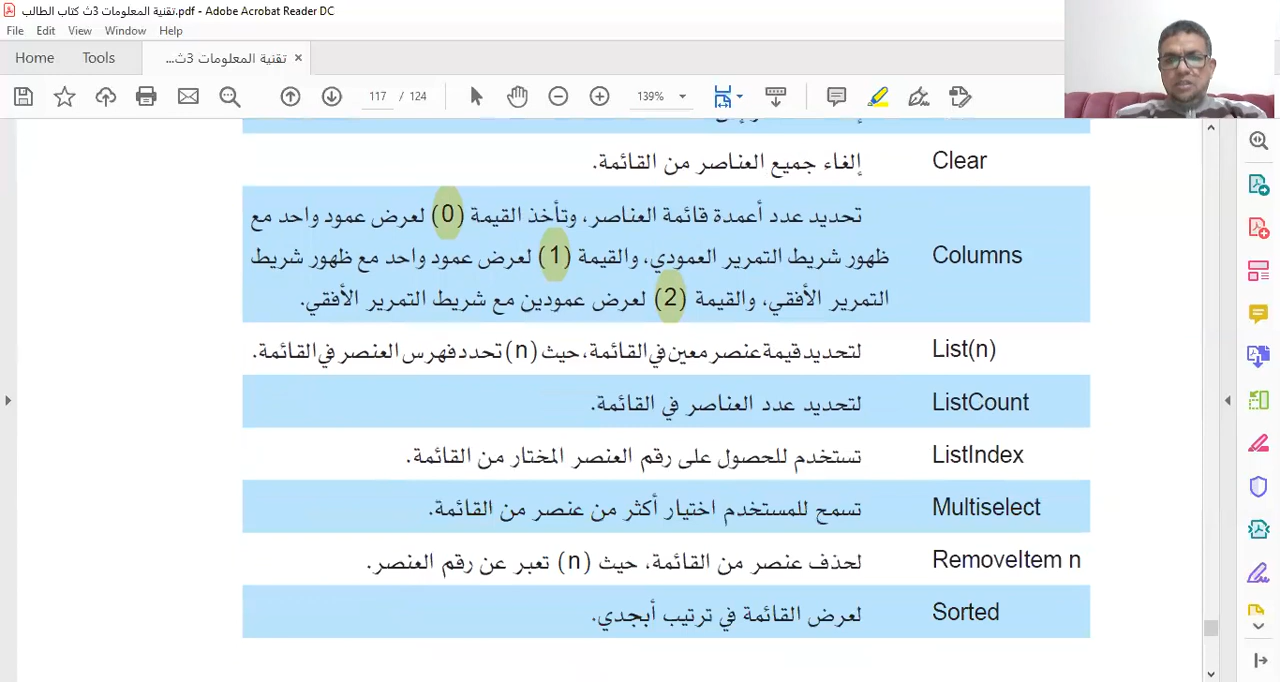 تقنية المعلومات 3ث كتاب الطالب.pdf - Adobe Acrobat Reader DC
File Edit View Window Help
Home Tools تقنية المعلومات 3ث... ×
117 / 124 139%
Clear إلغاء جميع العناصر من القائمة.
تحديد عدد أعمدة قائمة العناصر، وتأخذ القيمة (0) لعرض عمود واحد مع
Columns ظهور شريط التمرير العمودي، والقيمة (1) لعرض عمود واحد مع ظهور شريط
التمرير الأفقي، والقيمة (2) لعرض عمودين مع شريط التمرير الأفقي.
List(n) لتحديد قيمة عنصر معين في القائمة، حيث (n) تحدد فهرس العنصر في القائمة.
ListCount لتحديد عدد العناصر في القائمة.
ListIndex تستخدم للحصول على رقم العنصر المختار من القائمة.
Multiselect تسمح للمستخدم اختيار أكثر من عنصر من القائمة.
RemoveItem n لحذف عنصر من القائمة، حيث (n) تعبر عن رقم العنصر.
Sorted لعرض القائمة في ترتيب أبجدي.